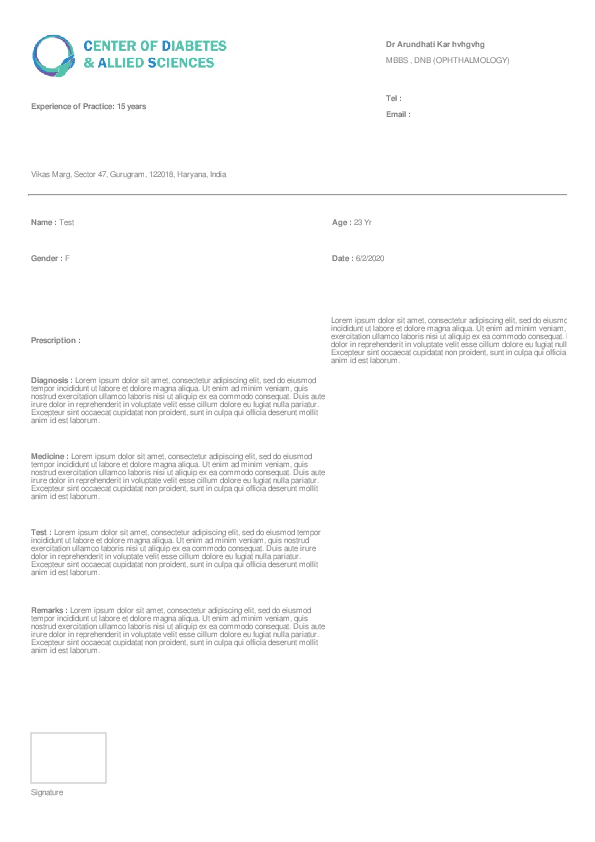 CENTER OF DIABETES
& ALLIED SCIENCES
Dr Arundhati Kar hvhgvhg
MBBS , DNB (OPHTHALMOLOGY)
Experience of Practice: 15 years
Tel :
Email :
Vikas Marg, Sector 47, Gurugram. 122018, Haryana, India
Name : Test
Age : 23 Yr
Gender : F
Date : 6/2/2020
Prescription :
Lorem ipsum dolor sit amet, consectetur adipiscing elit, sed do eiusmo
incididunt ut labore et dolore magna aliqua. Ut enim ad minim veniam,
exercitation ullamco laboris nisi ut aliquip ex ea commodo consequat.
dolor in reprehenderit in voluptate velit esse cillum dolore eu fugiat null
Excepteur sint occaecat cupidatat non proident, sunt in culpa qui officia
anim id est laborum.
Diagnosis : Lorem ipsum dolor sit amet, consectetur adipiscing elit, sed do eiusmod
tempor incididunt ut labore et dolore magna aliqua. Ut enim ad minim veniam, quis
nostrud exercitation ullamco laboris nisi ut aliquip ex ea commodo consequat. Duis aute
irure dolor in reprehenderit in voluptate velit esse cillum dolore eu fugiat nulla pariatur.
Excepteur sint occaecat cupidatat non proident, sunt in culpa qui officia deserunt mollit
anim id est laborum.
Medicine : Lorem ipsum dolor sit amet, consectetur adipiscing elit, sed do eiusmod
tempor incididunt ut labore et dolore magna aliqua. Ut enim ad minim veniam, quis
nostrud exercitation ullamco laboris nisi ut aliquip ex ea commodo consequat. Duis aute
irure dolor in reprehenderit in voluptate velit esse cillum dolore eu fugiat nulla pariatur.
Excepteur sint occaecat cupidatat non proident, sunt in culpa qui officia deserunt mollit
anim id est laborum.
Test : Lorem ipsum dolor sit amet, consectetur adipiscing elit, sed do eiusmod tempor
incididunt ut labore et dolore magna aliqua. Ut enim ad minim veniam, quis nostrud
exercitation ullamco laboris nisi ut aliquip ex ea commodo consequat. Duis aute irure
dolor in reprehenderit in voluptate velit esse cillum dolore eu fugiat nulla pariatur.
Excepteur sint occaecat cupidatat non proident, sunt in culpa qui officia deserunt mollit
anim id est laborum.
Remarks : Lorem ipsum dolor sit amet, consectetur adipiscing elit, sed do eiusmod
tempor incididunt ut labore et dolore magna aliqua. Ut enim ad minim veniam, quis
nostrud exercitation ullamco laboris nisi ut aliquip ex ea commodo consequat. Duis aute
irure dolor in reprehenderit in voluptate velit esse cillum dolore eu fugiat nulla pariatur.
Excepteur sint occaecat cupidatat non proident, sunt in culpa qui officia deserunt mollit
anim id est laborum.
Signature